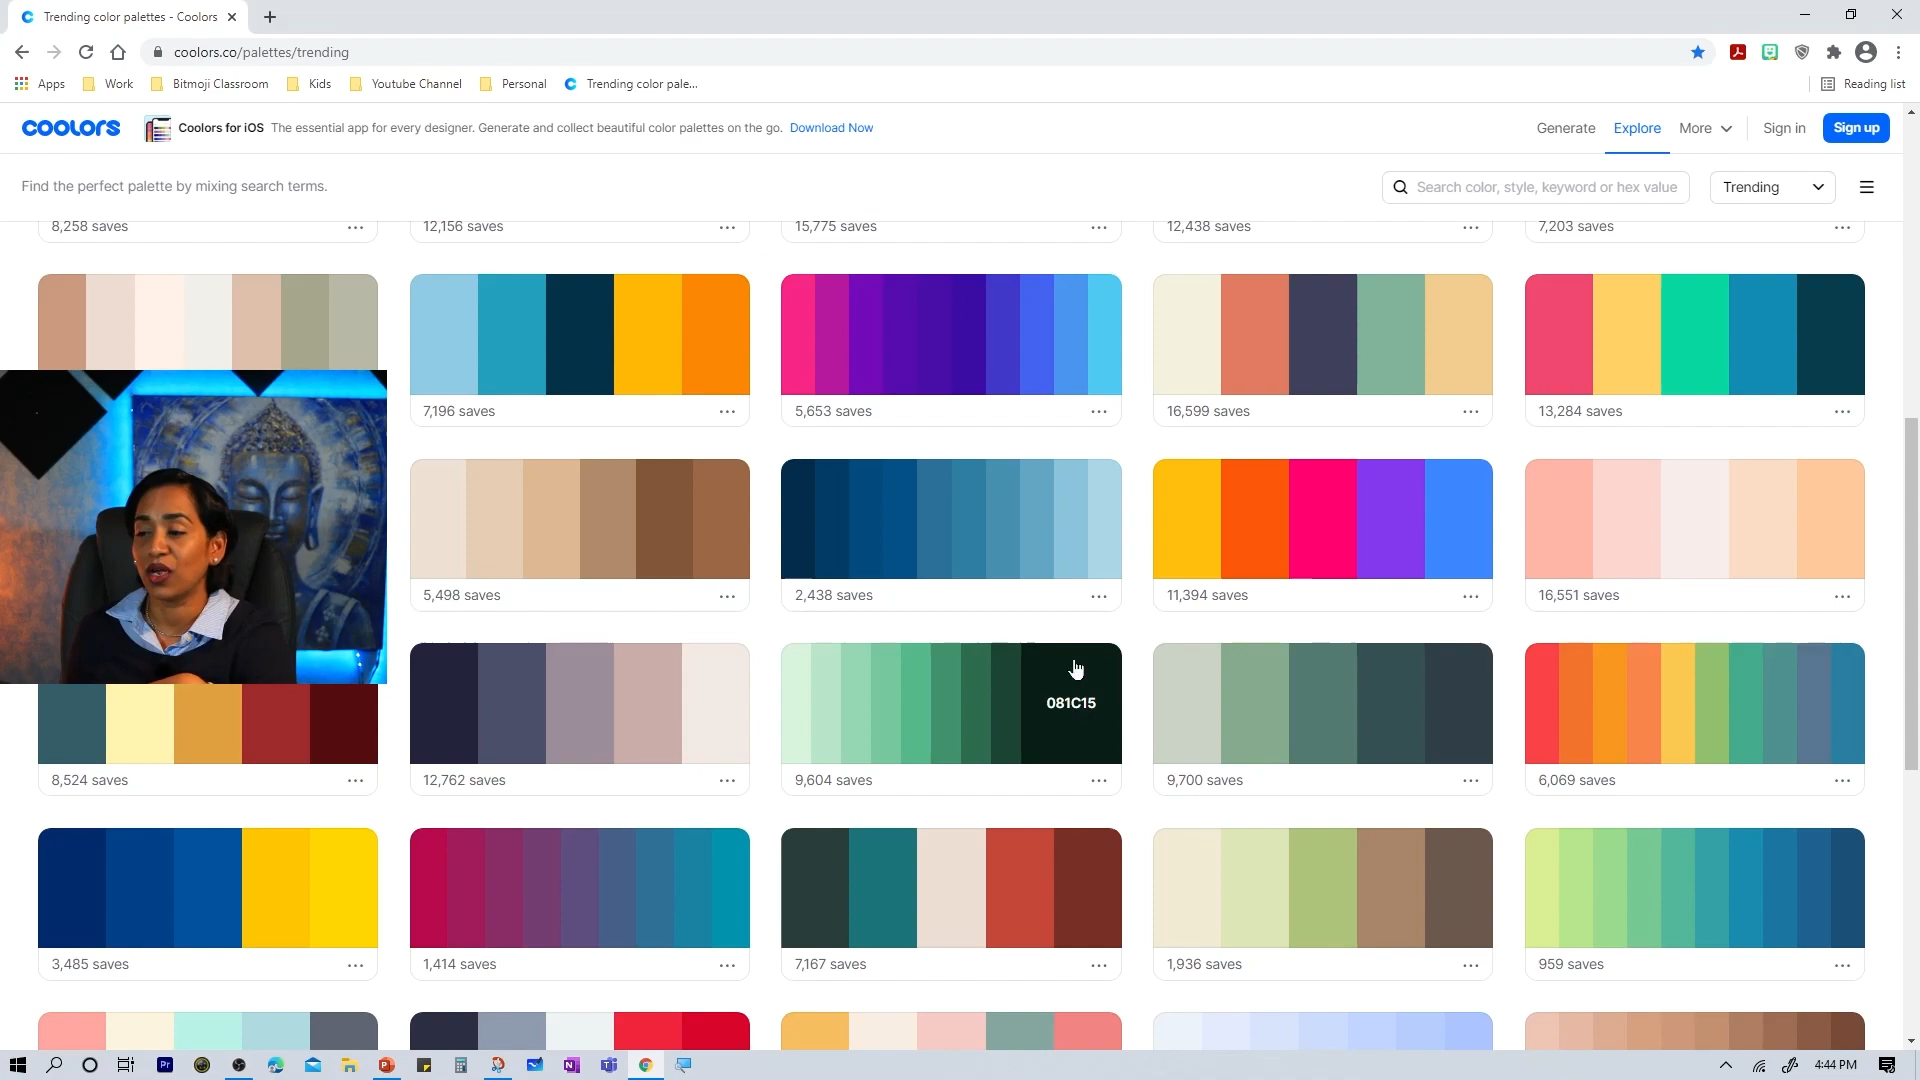 Trending color palettes - Coolors
coolors.co/palettes/trending
Apps Work Bitmoji Classroom Kids Youtube Channel Personal Trending color pale... Reading list
coolors Coolors for iOS The essential app for every designer. Generate and collect beautiful color palettes on the go. Download Now Generate Explore More Sign in Sign up
Find the perfect palette by mixing search terms. Search color, style, keyword or hex value Trending
8,258 saves 12,156 saves 15,775 saves 12,438 saves 7,203 saves
7,196 saves 5,653 saves 16,599 saves 13,284 saves
5,498 saves 2,438 saves 11,394 saves 16,551 saves
081C15
8,524 saves 12,762 saves 9,604 saves 9,700 saves 6,069 saves
3,485 saves 1,414 saves 7,167 saves 1,936 saves 959 saves
4:44 PM